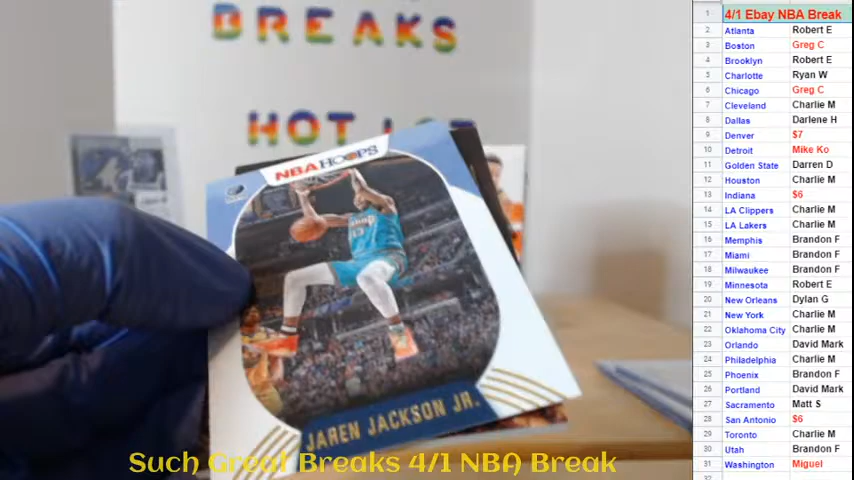 BREAKS
HOT LOT
NBA HOOPS
JAREN JACKSON JR.
Such Great Breaks 4/1 NBA Break
1 4/1 Ebay NBA Break
2 Atlanta Robert E
3 Boston Greg C
4 Brooklyn Robert E
5 Charlotte Ryan W
6 Chicago Greg C
7 Cleveland Charlie M
8 Dallas Darlene H
9 Denver $7
10 Detroit Mike Ko
11 Golden State Darren D
12 Houston Charlie M
13 Indiana $6
14 LA Clippers Charlie M
15 LA Lakers Charlie M
16 Memphis Brandon F
17 Miami Brandon F
18 Milwaukee Brandon F
19 Minnesota Robert E
20 New Orleans Dylan G
21 New York Charlie M
22 Oklahoma City Charlie M
23 Orlando David Mark
24 Philadelphia Charlie M
25 Phoenix Brandon F
26 Portland David Mark
27 Sacramento Matt S
28 San Antonio $6
29 Toronto Charlie M
30 Utah Brandon F
31 Washington Miguel
32